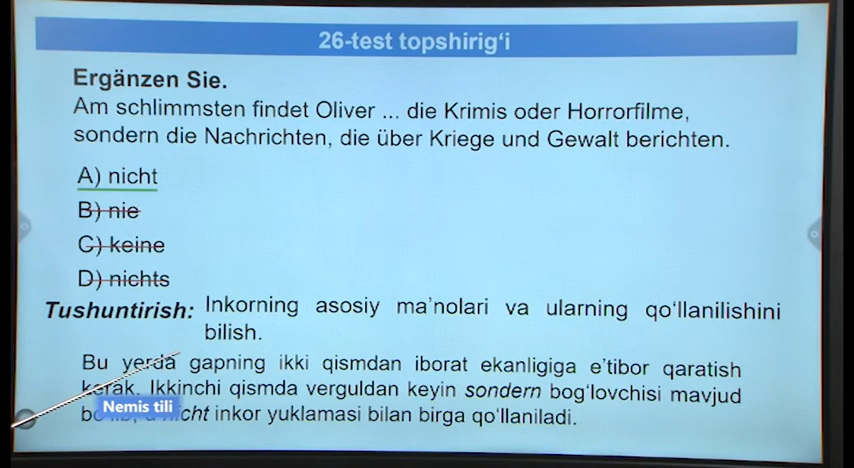 26-test topshirig‘i
Ergänzen Sie.
Am schlimmsten findet Oliver ... die Krimis oder Horrorfilme,
sondern die Nachrichten, die über Kriege und Gewalt berichten.
A) nicht
B) nie
C) keine
D) nichts
Tushuntirish: Inkorning asosiy ma’nolari va ularning qo‘llanilishini
bilish.
Bu yerda gapning ikki qismdan iborat ekanligiga e’tibor qaratish
kerak. Ikkinchi qismda verguldan keyin sondern bog‘lovchisi mavjud
inkor yuklamasi bilan birga qo‘llaniladi.
Nemis tili